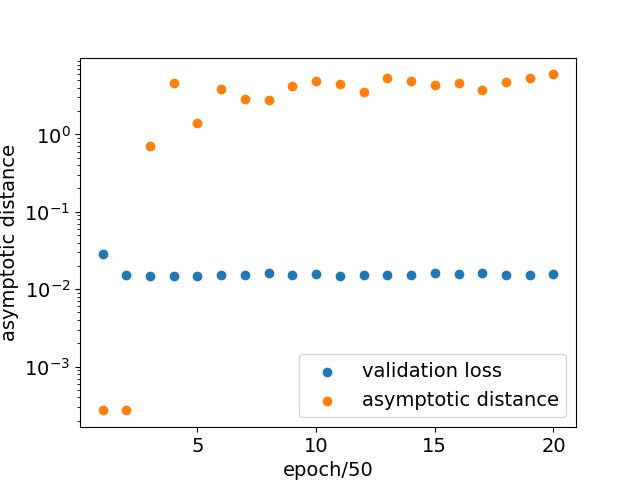 asymptotic distance
10⁰
10⁻¹
10⁻²
10⁻³
validation loss
asymptotic distance
5 10 15 20
epoch/50